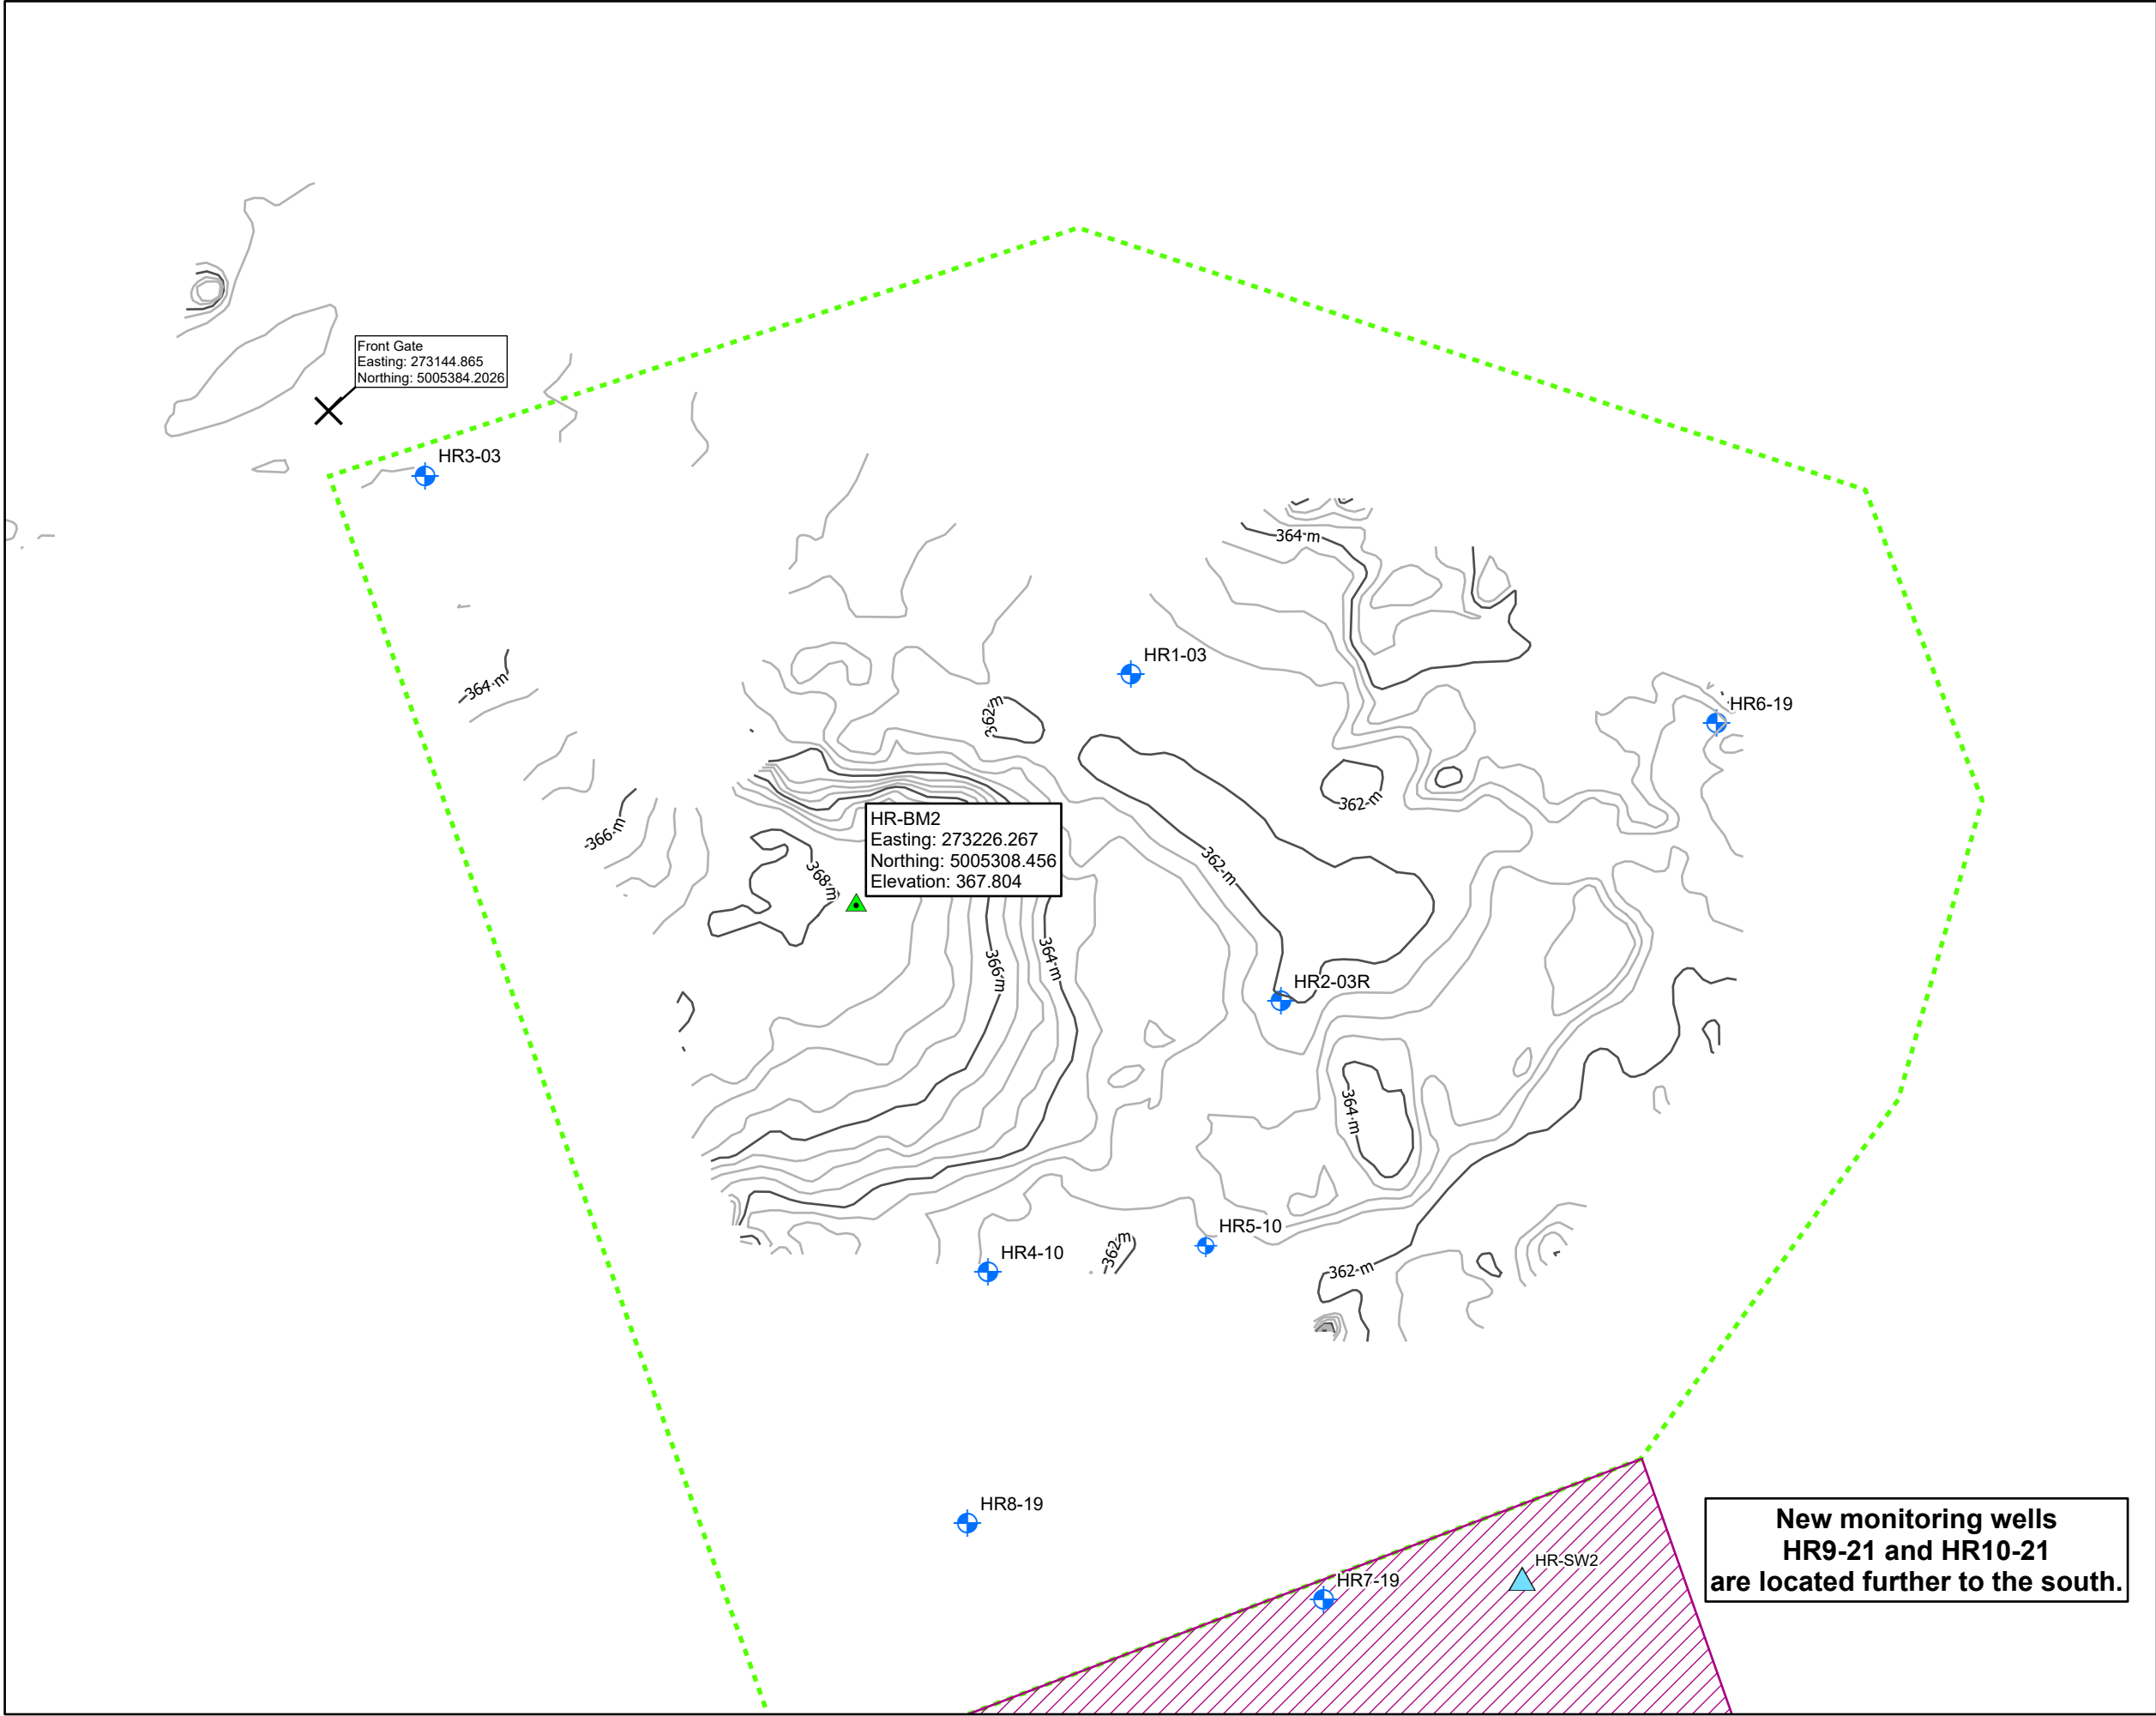 Front Gate
Easting: 273144.865
Northing: 5005384.2026
HR3-03
364 m
HR1-03
364 m
HR6-19
362 m
362 m
366 m
HR-BM2
Easting: 273226.267
Northing: 5005308.456
Elevation: 367.804
362 m
368 m
364 m
366 m
HR2-03R
364 m
HR5-10
HR4-10
362 m
362 m
HR8-19
New monitoring wells
HR9-21 and HR10-21
are located further to the south.
HR-SW2
HR7-19